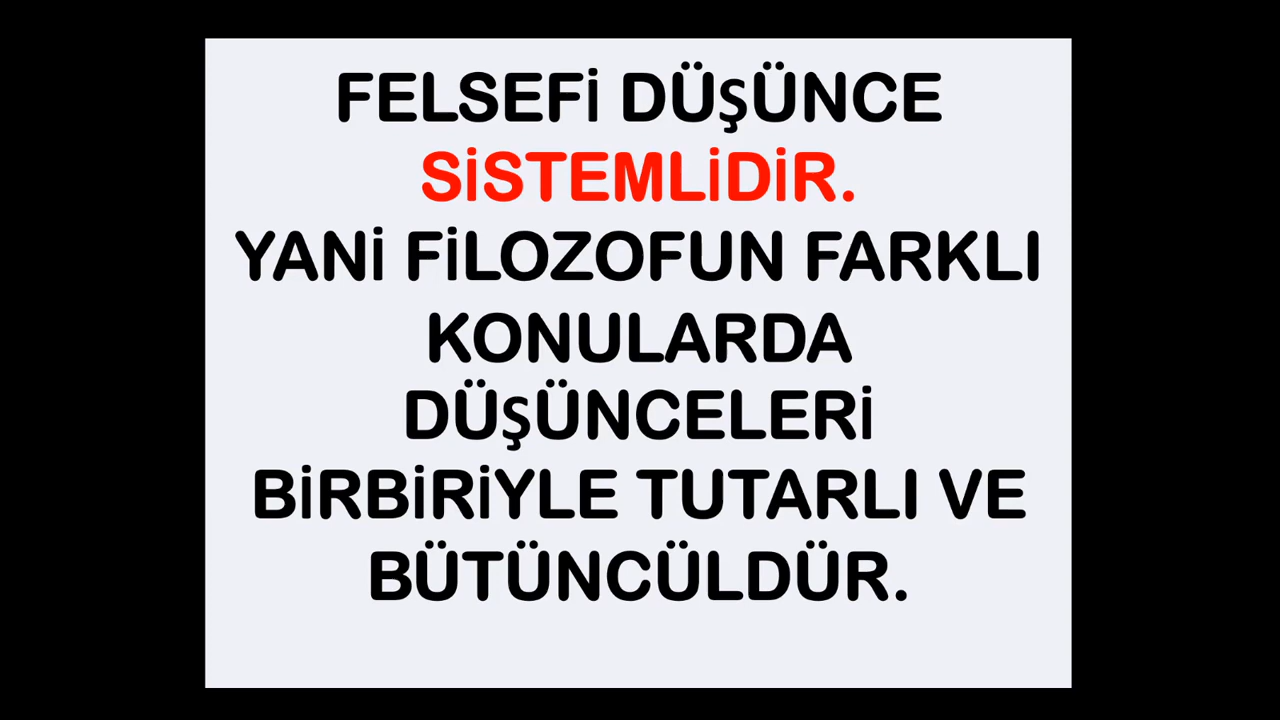 FELSEFİ DÜŞÜNCE
SİSTEMLİDİR.
YANİ FİLOZOFUN FARKLI
KONULARDA
DÜŞÜNCELERİ
BİRBİRİYLE TUTARLI VE
BÜTÜNCÜLDÜR.